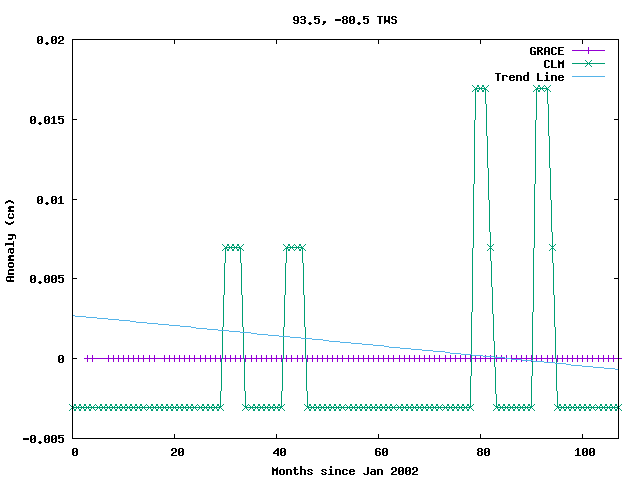 93.5, -80.5 TWS
0.02
GRACE
CLM
Trend Line
0.015
0.01
Anomaly (cm)
0.005
0
-0.005
0 20 40 60 80 100
Months since Jan 2002